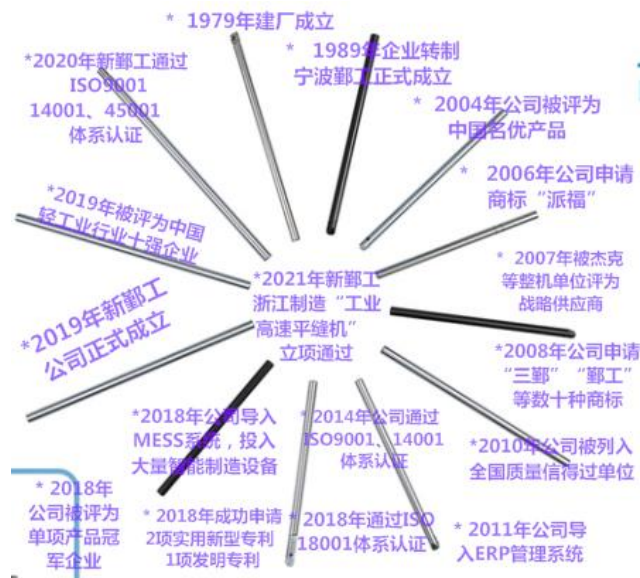 * 1979年建厂成立
* 1989年企业转制
宁波鄞工正式成立
* 2004年公司被评为
中国名优产品
* 2006年公司申请
商标“派福”
* 2007年被杰克
等整机单位评为
战略供应商
*2008年公司申请
“三鄞”“鄞工”
等数十种商标
*2010年公司被列入
全国质量信得过单位
* 2011年公司导
入ERP管理系统
*2014年公司通过
ISO9001、14001
体系认证
*2018年通过ISO
18001体系认证
* 2018年成功申请
2项实用新型专利
1项发明专利
*2018年公司导入
MESS系统，投入
大量智能制造设备
* 2018年
公司被评为
单项产品冠
军企业
*2019年新鄞工
公司正式成立
*2019年被评为中国
轻工业行业十强企业
*2020年新鄞工通过
ISO9001
14001、45001
体系认证
*2021年新鄞工
浙江制造“工业
高速平缝机”
立项通过